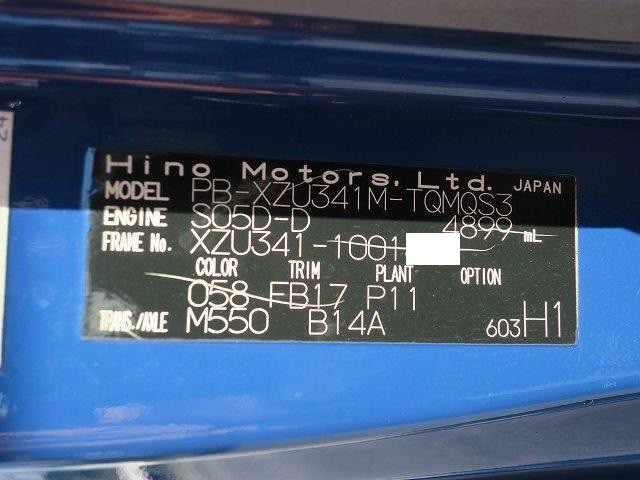 Hino Motors, Ltd. JAPAN
MODEL PB-XZU341M-TQMQS3
ENGINE S05D-D 4899 mL
FRAME No. XZU341-1001
COLOR TRIM PLANT OPTION
058 FB17 P11
TRANS./AXLE M550 B14A 603 H1
24